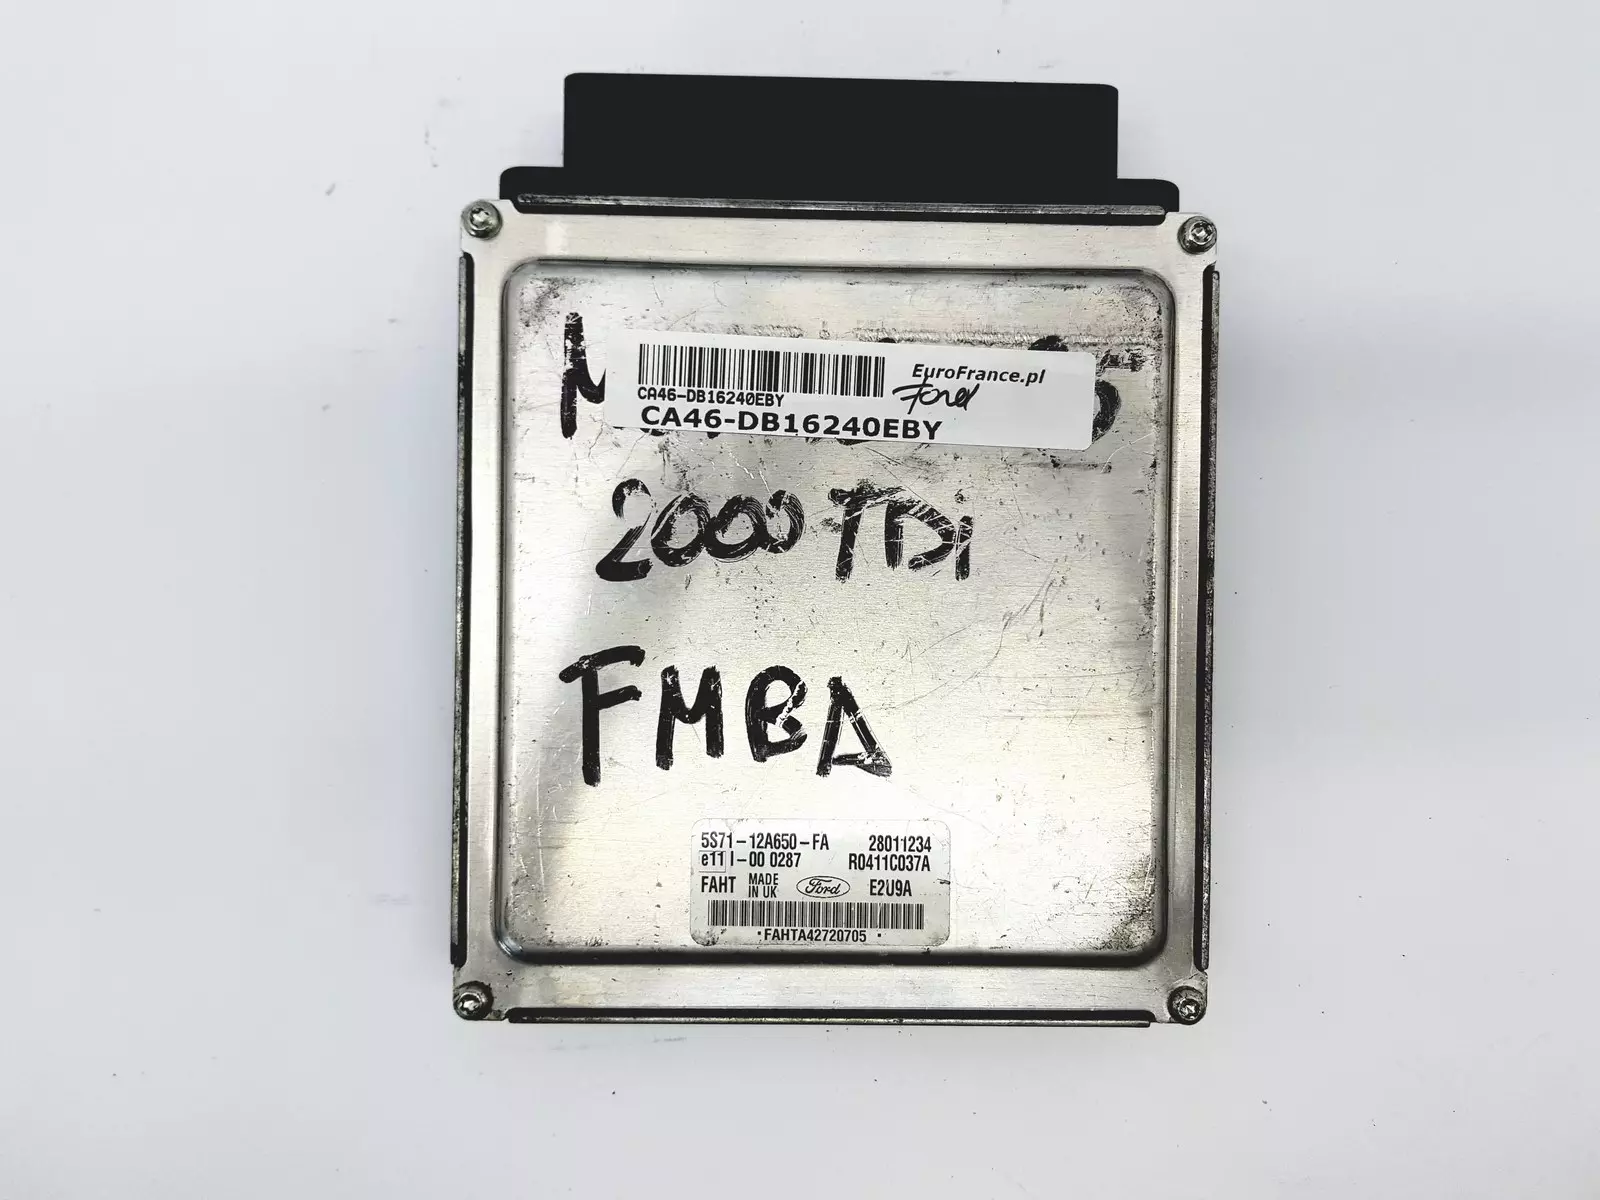 EuroFrance.pl
Ford
CA46-DB16240EBY
CA46-DB16240EBY
2000 TDi
FMBA
5S71-12A650-FA 28011234
e11 I-00 0287 R0411C037A
FAHT MADE IN UK Ford E2U9A
*FAHTA42720705*